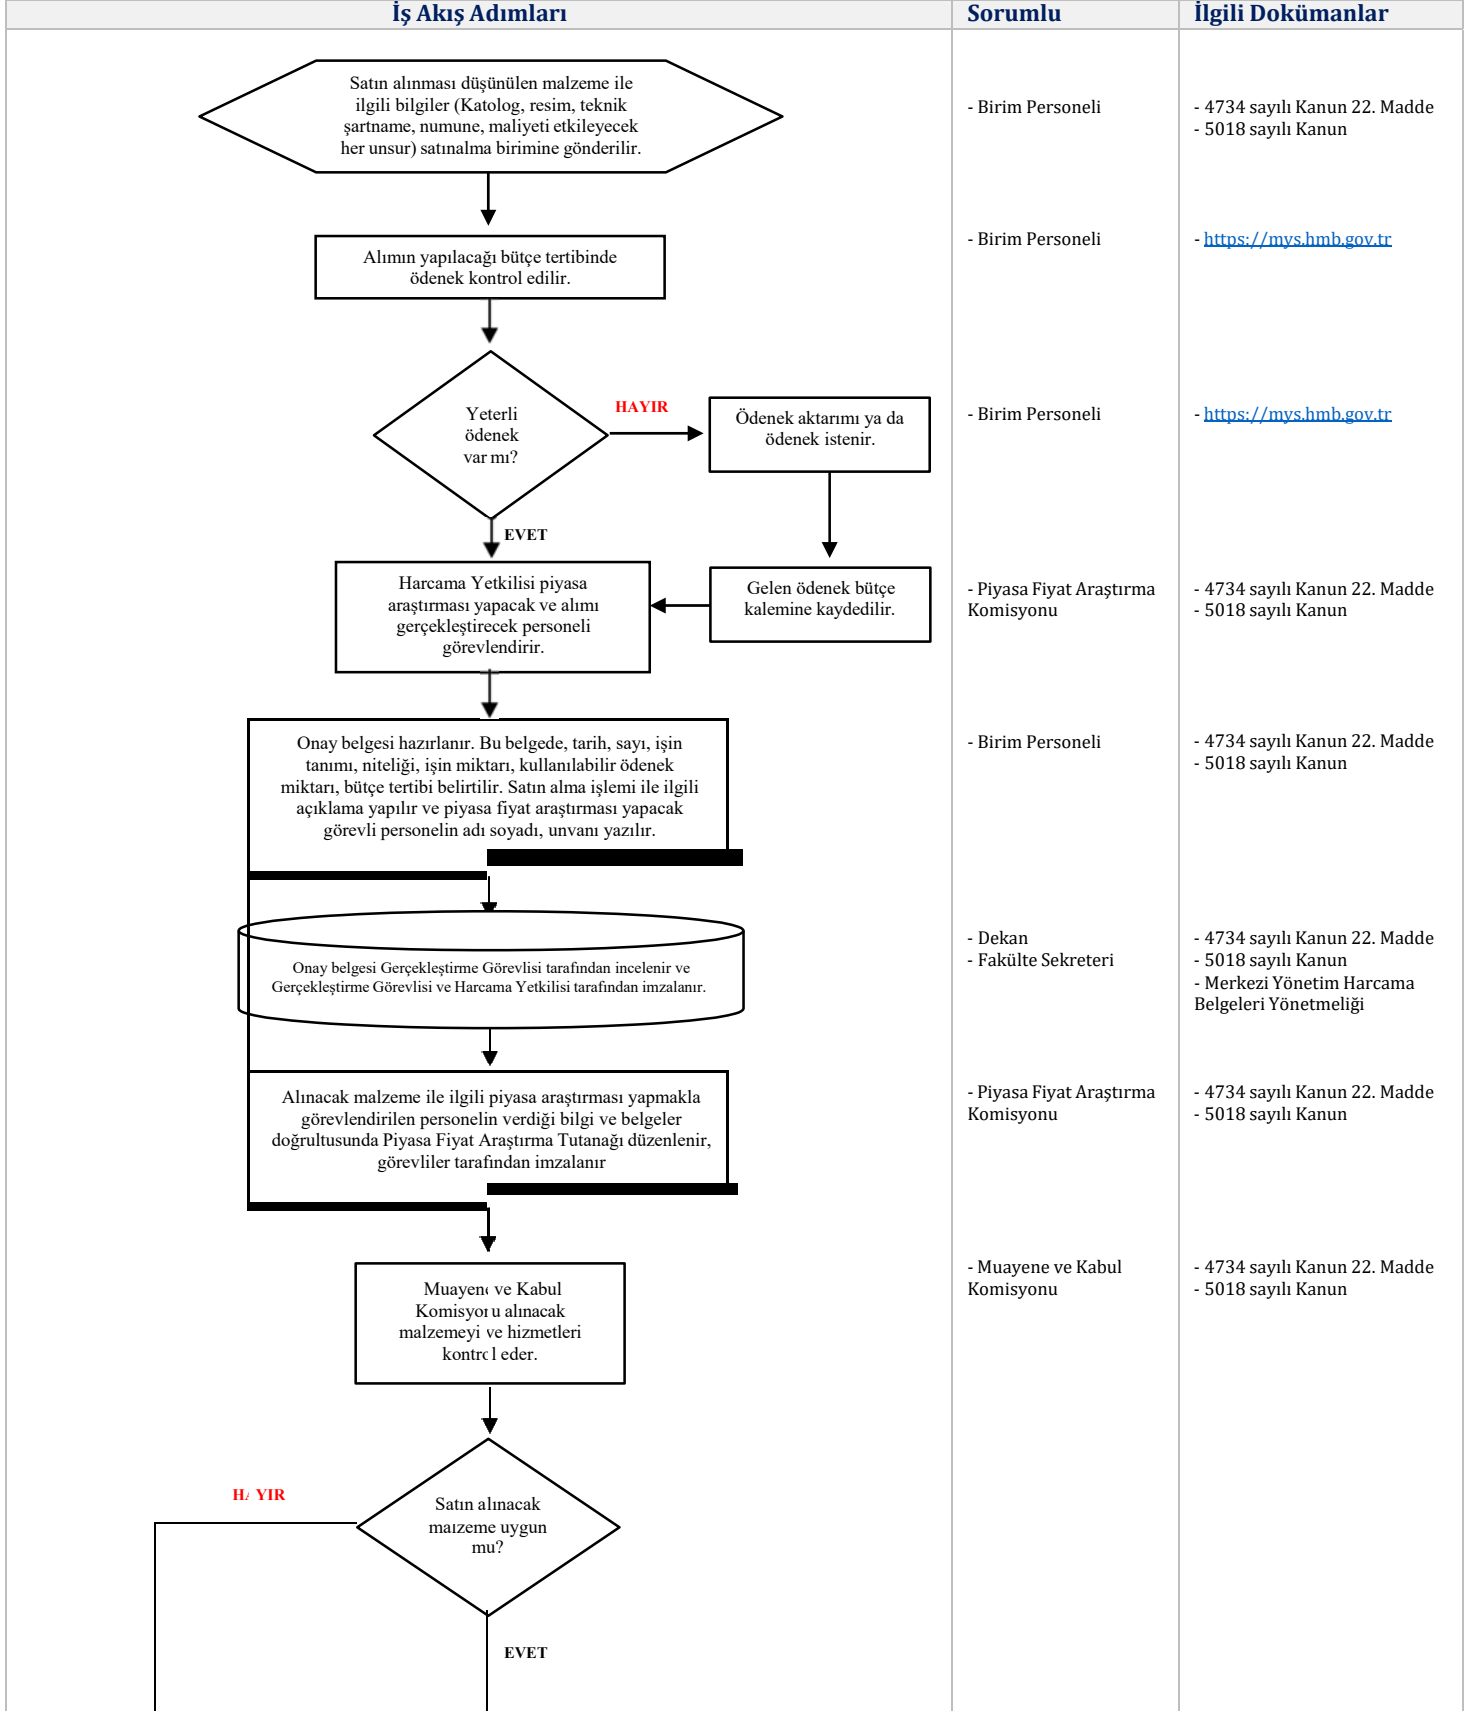 İş Akış Adımları
Sorumlu
İlgili Dokümanlar
Satın alınması düşünülen malzeme ile
ilgili bilgiler (Katolog, resim, teknik
şartname, numune, maliyeti etkileyecek
her unsur) satınalma birimine gönderilir.
- Birim Personeli
- 4734 sayılı Kanun 22. Madde
- 5018 sayılı Kanun
Alımın yapılacağı bütçe tertibinde
ödenek kontrol edilir.
- Birim Personeli
- https://mys.hmb.gov.tr
Yeterli
ödenek
var mı?
HAYIR
Ödenek aktarımı ya da
ödenek istenir.
- Birim Personeli
- https://mys.hmb.gov.tr
EVET
Harcama Yetkilisi piyasa
araştırması yapacak ve alımı
gerçekleştirecek personeli
görevlendirir.
Gelen ödenek bütçe
kalemine kaydedilir.
- Piyasa Fiyat Araştırma
Komisyonu
- 4734 sayılı Kanun 22. Madde
- 5018 sayılı Kanun
Onay belgesi hazırlanır. Bu belgede, tarih, sayı, işin
tanımı, niteliği, işin miktarı, kullanılabilir ödenek
miktarı, bütçe tertibi belirtilir. Satın alma işlemi ile ilgili
açıklama yapılır ve piyasa fiyat araştırması yapacak
görevli personelin adı soyadı, unvanı yazılır.
- Birim Personeli
- 4734 sayılı Kanun 22. Madde
- 5018 sayılı Kanun
Onay belgesi Gerçekleştirme Görevlisi tarafından incelenir ve
Gerçekleştirme Görevlisi ve Harcama Yetkilisi tarafından imzalanır.
- Dekan
- Fakülte Sekreteri
- 4734 sayılı Kanun 22. Madde
- 5018 sayılı Kanun
- Merkezi Yönetim Harcama
Belgeleri Yönetmeliği
Alınacak malzeme ile ilgili piyasa araştırması yapmakla
görevlendirilen personelin verdiği bilgi ve belgeler
doğrultusunda Piyasa Fiyat Araştırma Tutanağı düzenlenir,
görevliler tarafından imzalanır
- Piyasa Fiyat Araştırma
Komisyonu
- 4734 sayılı Kanun 22. Madde
- 5018 sayılı Kanun
Muayene ve Kabul
Komisyonu alınacak
malzemeyi ve hizmetleri
kontrol eder.
- Muayene ve Kabul
Komisyonu
- 4734 sayılı Kanun 22. Madde
- 5018 sayılı Kanun
HAYIR
Satın alınacak
malzeme uygun
mu?
EVET